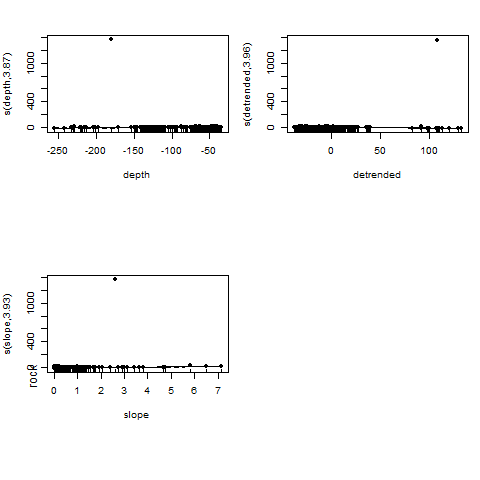 s(depth,3.87)
0 400 1000
-250 -200 -150 -100 -50
depth
s(detrended,3.96)
0 400 1000
0 50 100
detrended
s(slope,3.93)
rock
0 400 1000
0 1 2 3 4 5 6 7
slope